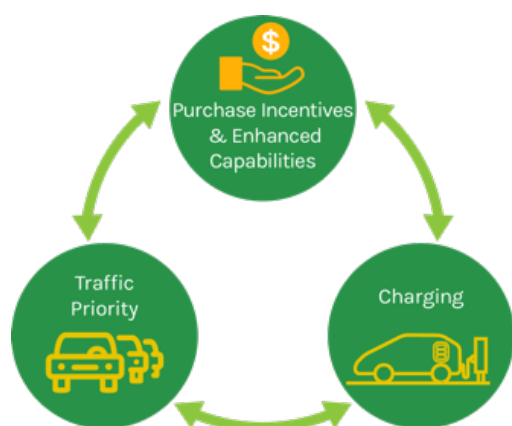 $
Purchase Incentives
& Enhanced
Capabilities
Traffic
Priority
Charging